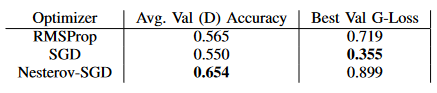 Optimizer Avg. Val (D) Accuracy Best Val G-Loss
RMSProp 0.565 0.719
SGD 0.550 0.355
Nesterov-SGD 0.654 0.899